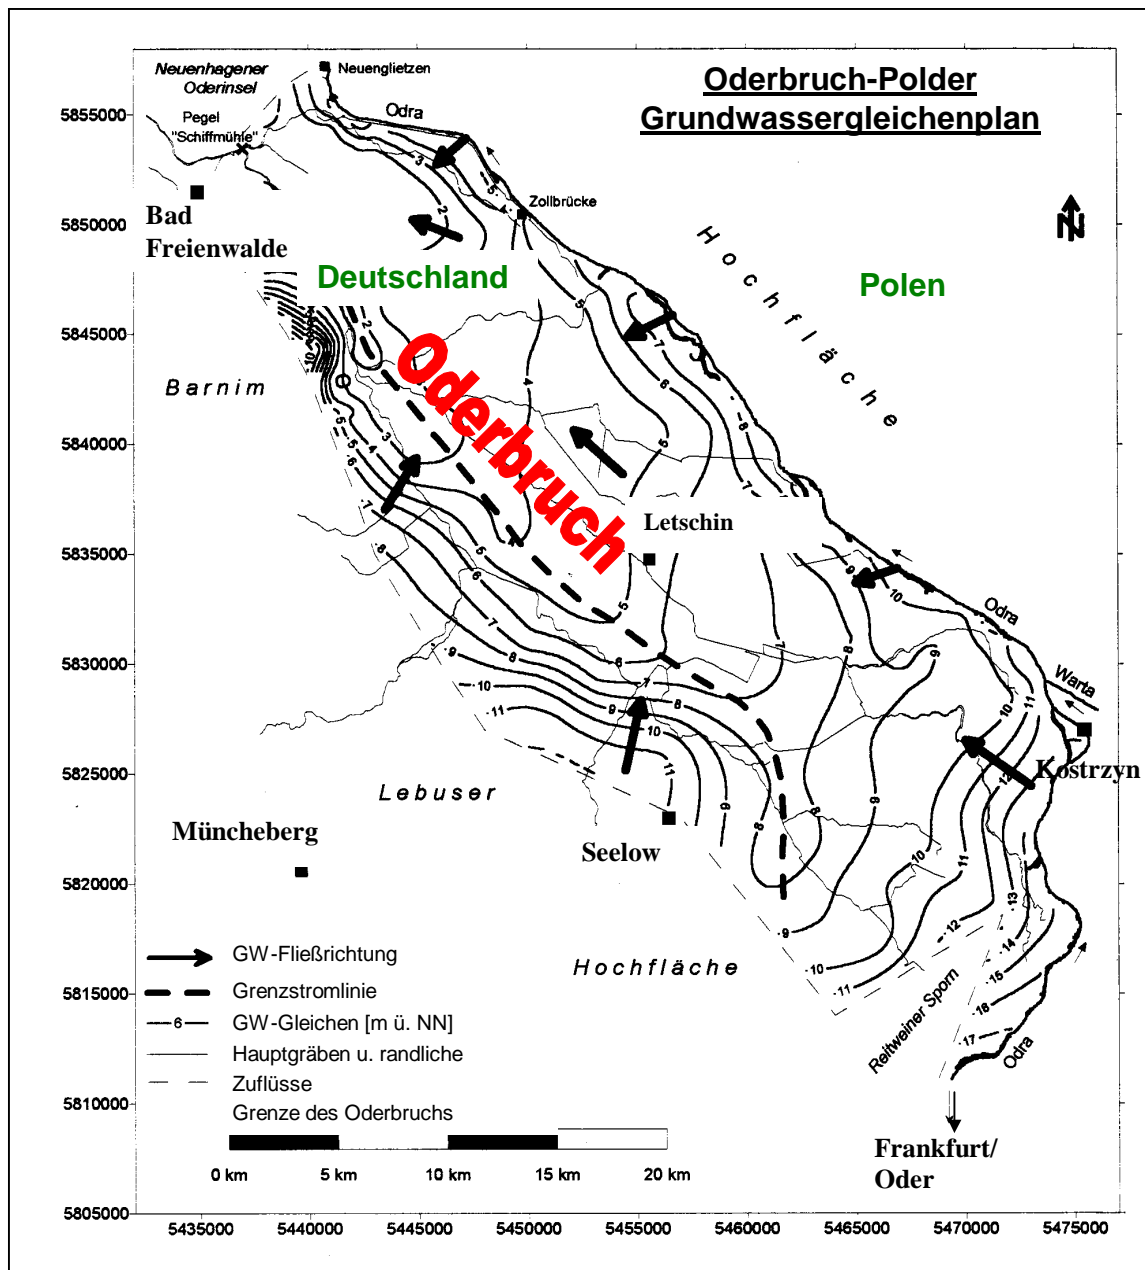 Oderbruch-Polder
Grundwassergleichenplan
Neuenhagener
Oderinsel
Neuenglietzen
Pegel
"Schiffmühle"
Odra
Zollbrücke
Bad
Freienwalde
Deutschland
Polen
N
Hochfläche
Barnim
Oderbruch
Letschin
Odra
Warta
Kostrzyn
Lebuser
Müncheberg
Seelow
Hochfläche
Reitweiner Sporn
Odra
Frankfurt/
Oder
GW-Fließrichtung
Grenzstromlinie
6 GW-Gleichen [m ü. NN]
Hauptgräben u. randliche
Zuflüsse
Grenze des Oderbruchs
0 km 5 km 10 km 15 km 20 km
5855000
5850000
5845000
5840000
5835000
5830000
5825000
5820000
5815000
5810000
5805000
5435000 5440000 5445000 5450000 5455000 5460000 5465000 5470000 5475000